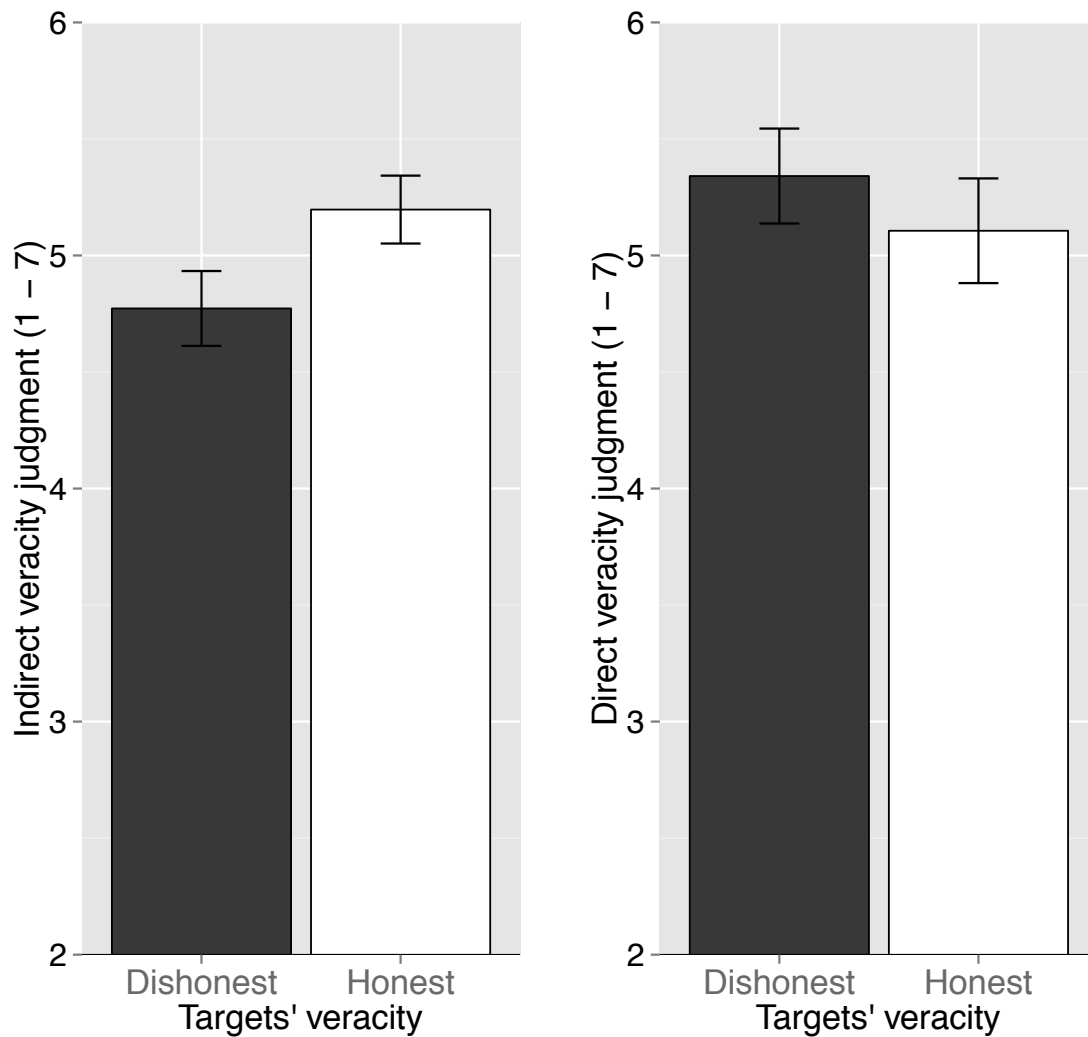 Indirect veracity judgment (1 – 7)
6
5
4
3
2
Dishonest Honest
Targets' veracity
Direct veracity judgment (1 – 7)
6
5
4
3
2
Dishonest Honest
Targets' veracity